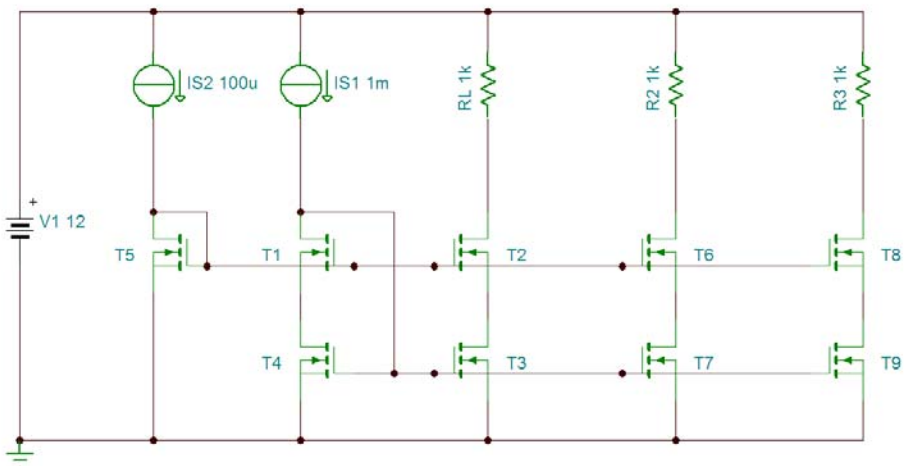 IS2 100u
IS1 1m
RL 1k
R2 1k
R3 1k
+
V1 12
T5
T1
T2
T6
T8
T4
T3
T7
T9